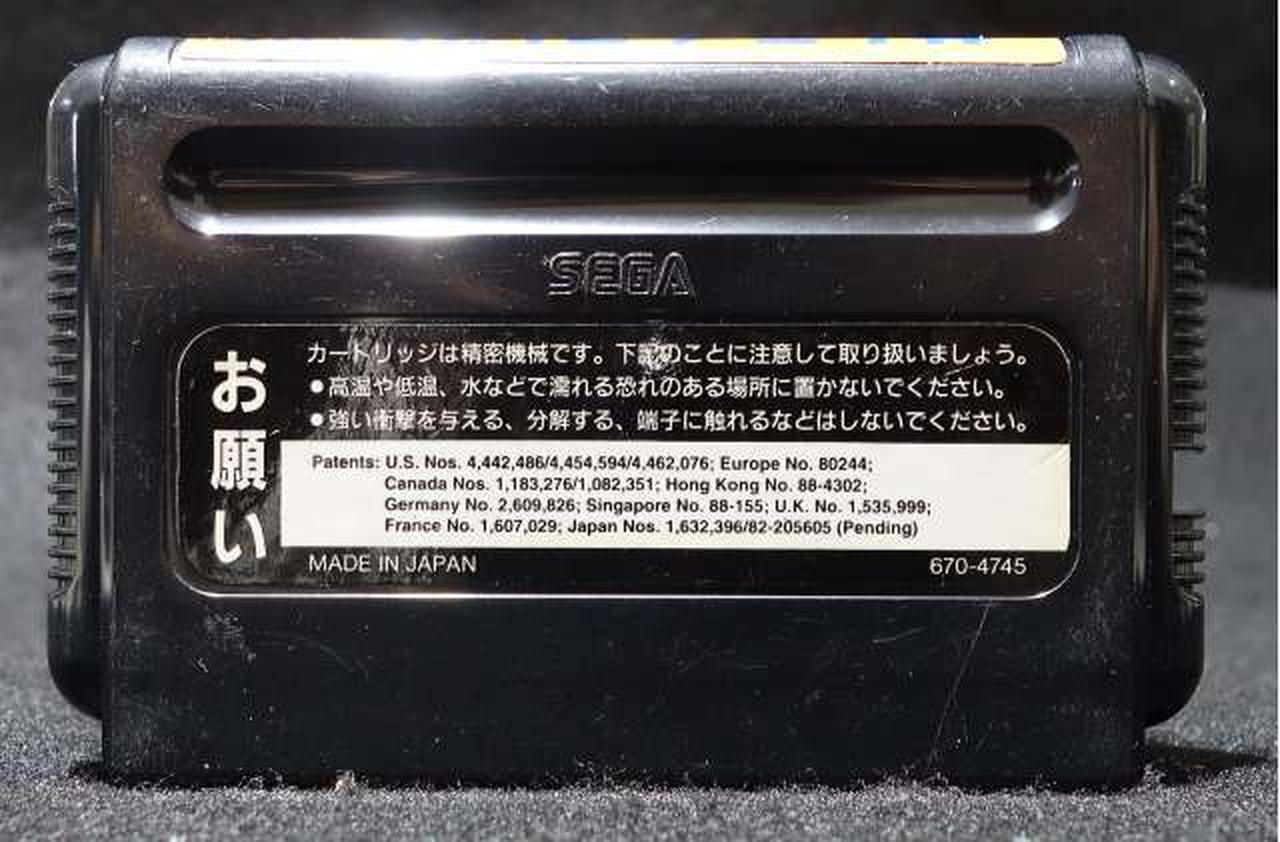 SEGA
お願い
カートリッジは精密機械です。下記のことに注意して取り扱いましょう。
●高温や低温、水などで濡れる恐れのある場所に置かないでください。
●強い衝撃を与える、分解する、端子に触れるなどはしないでください。
Patents: U.S. Nos. 4,442,486/4,454,594/4,462,076; Europe No. 80244;
Canada Nos. 1,183,276/1,082,351; Hong Kong No. 88-4302;
Germany No. 2,609,826; Singapore No. 88-155; U.K. No. 1,535,999;
France No. 1,607,029; Japan Nos. 1,632,396/82-205605 (Pending)
MADE IN JAPAN 670-4745